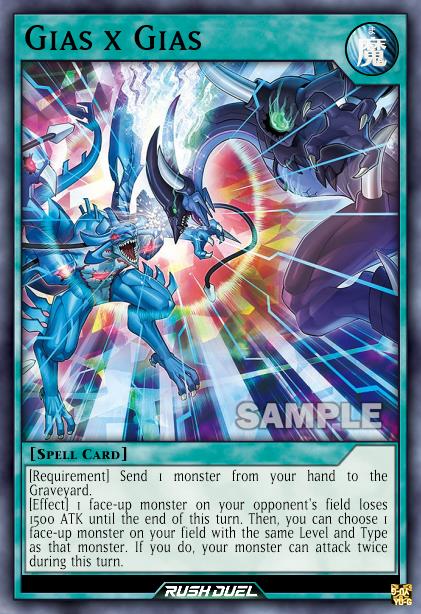 Gias x Gias
ま
魔
SAMPLE
[Spell Card]
[Requirement] Send 1 monster from your hand to the
Graveyard.
[Effect] 1 face-up monster on your opponent's field loses
1500 ATK until the end of this turn. Then, you can choose 1
face-up monster on your field with the same Level and Type
as that monster. If you do, your monster can attack twice
during this turn.
RUSH DUEL